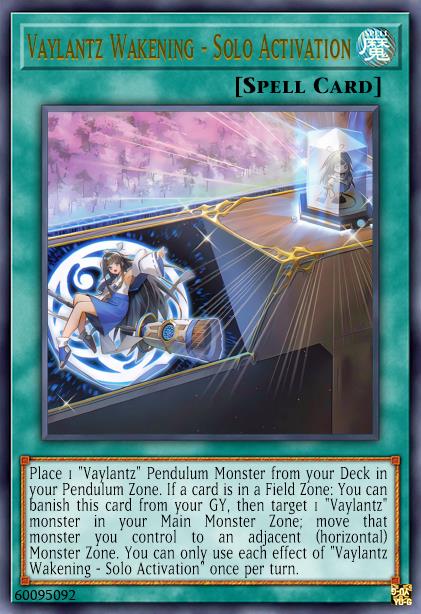 Vaylantz Wakening - Solo Activation
SPELL
魔
[Spell Card]
Place 1 "Vaylantz" Pendulum Monster from your Deck in
your Pendulum Zone. If a card is in a Field Zone: You can
banish this card from your GY, then target 1 "Vaylantz"
monster in your Main Monster Zone; move that
monster you control to an adjacent (horizontal)
Monster Zone. You can only use each effect of "Vaylantz
Wakening - Solo Activation" once per turn.
60095092